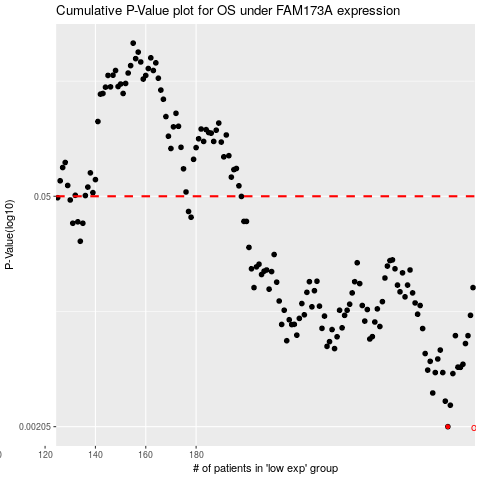 Cumulative P-Value plot for OS under FAM173A expression
P-Value(log10)
0.05
0.00205
0 120 140 160 180
# of patients in 'low exp' group